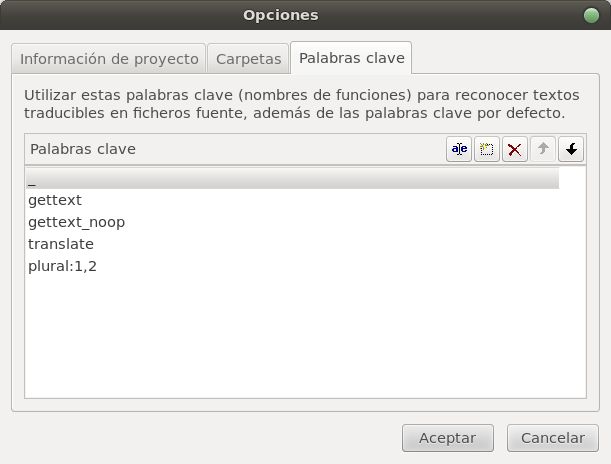 Opciones
Información de proyecto
Carpetas
Palabras clave
Utilizar estas palabras clave (nombres de funciones) para reconocer textos
traducibles en ficheros fuente, además de las palabras clave por defecto.
Palabras clave
_
gettext
gettext_noop
translate
plural:1,2
Aceptar
Cancelar